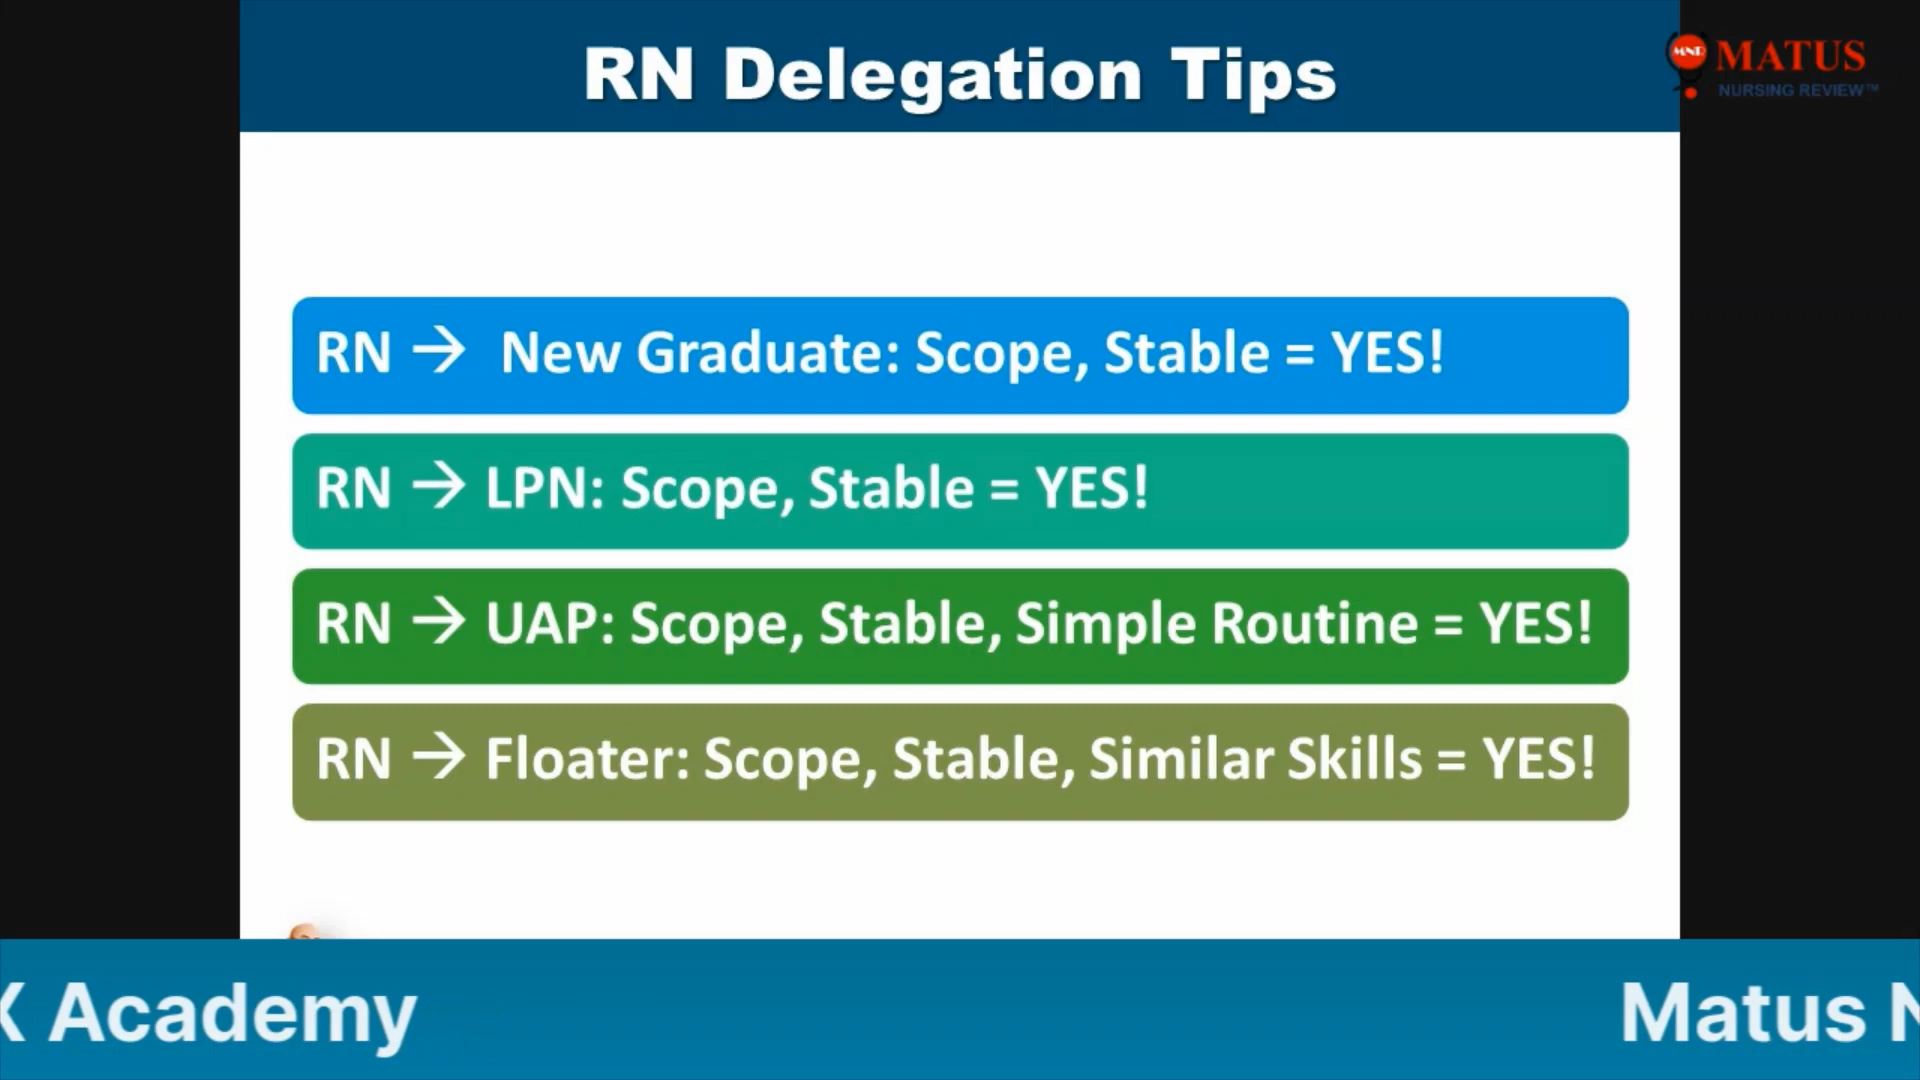 RN Delegation Tips
MNR MATUS
NURSING REVIEW™
RN → New Graduate: Scope, Stable = YES!
RN → LPN: Scope, Stable = YES!
RN → UAP: Scope, Stable, Simple Routine = YES!
RN → Floater: Scope, Stable, Similar Skills = YES!
X Academy
Matus N